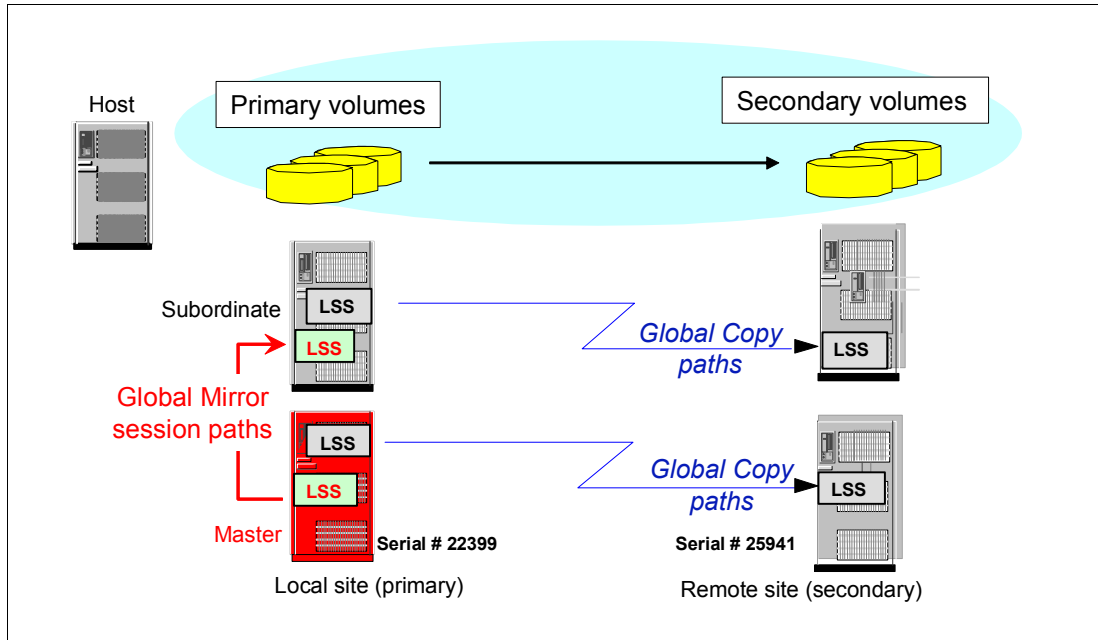 Host
Primary volumes
Secondary volumes
Subordinate
LSS
LSS
Global Copy
paths
LSS
Global Mirror
session paths
LSS
LSS
Global Copy
paths
LSS
Master
Serial # 22399
Serial # 25941
Local site (primary)
Remote site (secondary)